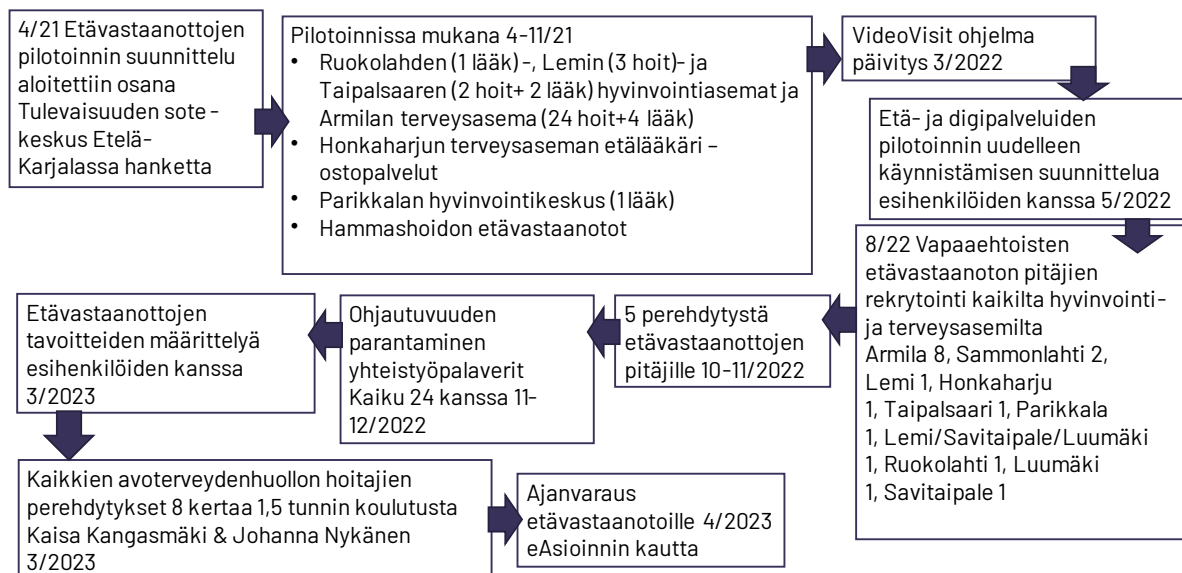 4/21 Etävastaanottojen
pilotoinnin suunnittelu
aloitettiin osana
Tulevaisuuden sote -
keskus Etelä-
Karjalassa hanketta
Pilotoinnissa mukana 4-11/21
• Ruokolahden (1 lääk) -, Lemin (3 hoit)- ja
Taipalsaaren (2 hoit+ 2 lääk) hyvinvointiasemat ja
Armilan terveysasema (24 hoit+4 lääk)
• Honkaharjun terveysaseman etälääkäri –
ostopalvelut
• Parikkalan hyvinvointikeskus (1 lääk)
• Hammashoidon etävastaanotot
VideoVisit ohjelma
päivitys 3/2022
Etä- ja digipalveluiden
pilotoinnin uudelleen
käynnistämisen suunnittelua
esihenkilöiden kanssa 5/2022
8/22 Vapaaehtoisten
etävastaanoton pitäjien
rekrytointi kaikilta hyvinvointi-
ja terveysasemilta
Armila 8, Sammonlahti 2,
Lemi 1, Honkaharju
1, Taipalsaari 1, Parikkala
1, Lemi/Savitaipale/Luumäki
1, Ruokolahti 1, Luumäki
1, Savitaipale 1
5 perehdytystä
etävastaanottojen
pitäjille 10-11/2022
Ohjautuvuuden
parantaminen
yhteistyöpalaverit
Kaiku 24 kanssa 11-
12/2022
Etävastaanottojen
tavoitteiden määrittelyä
esihenkilöiden kanssa
3/2023
Kaikkien avoterveydenhuollon hoitajien
perehdytykset 8 kertaa 1,5 tunnin koulutusta
Kaisa Kangasmäki & Johanna Nykänen
3/2023
Ajanvaraus
etävastaanotoille 4/2023
eAsioinnin kautta